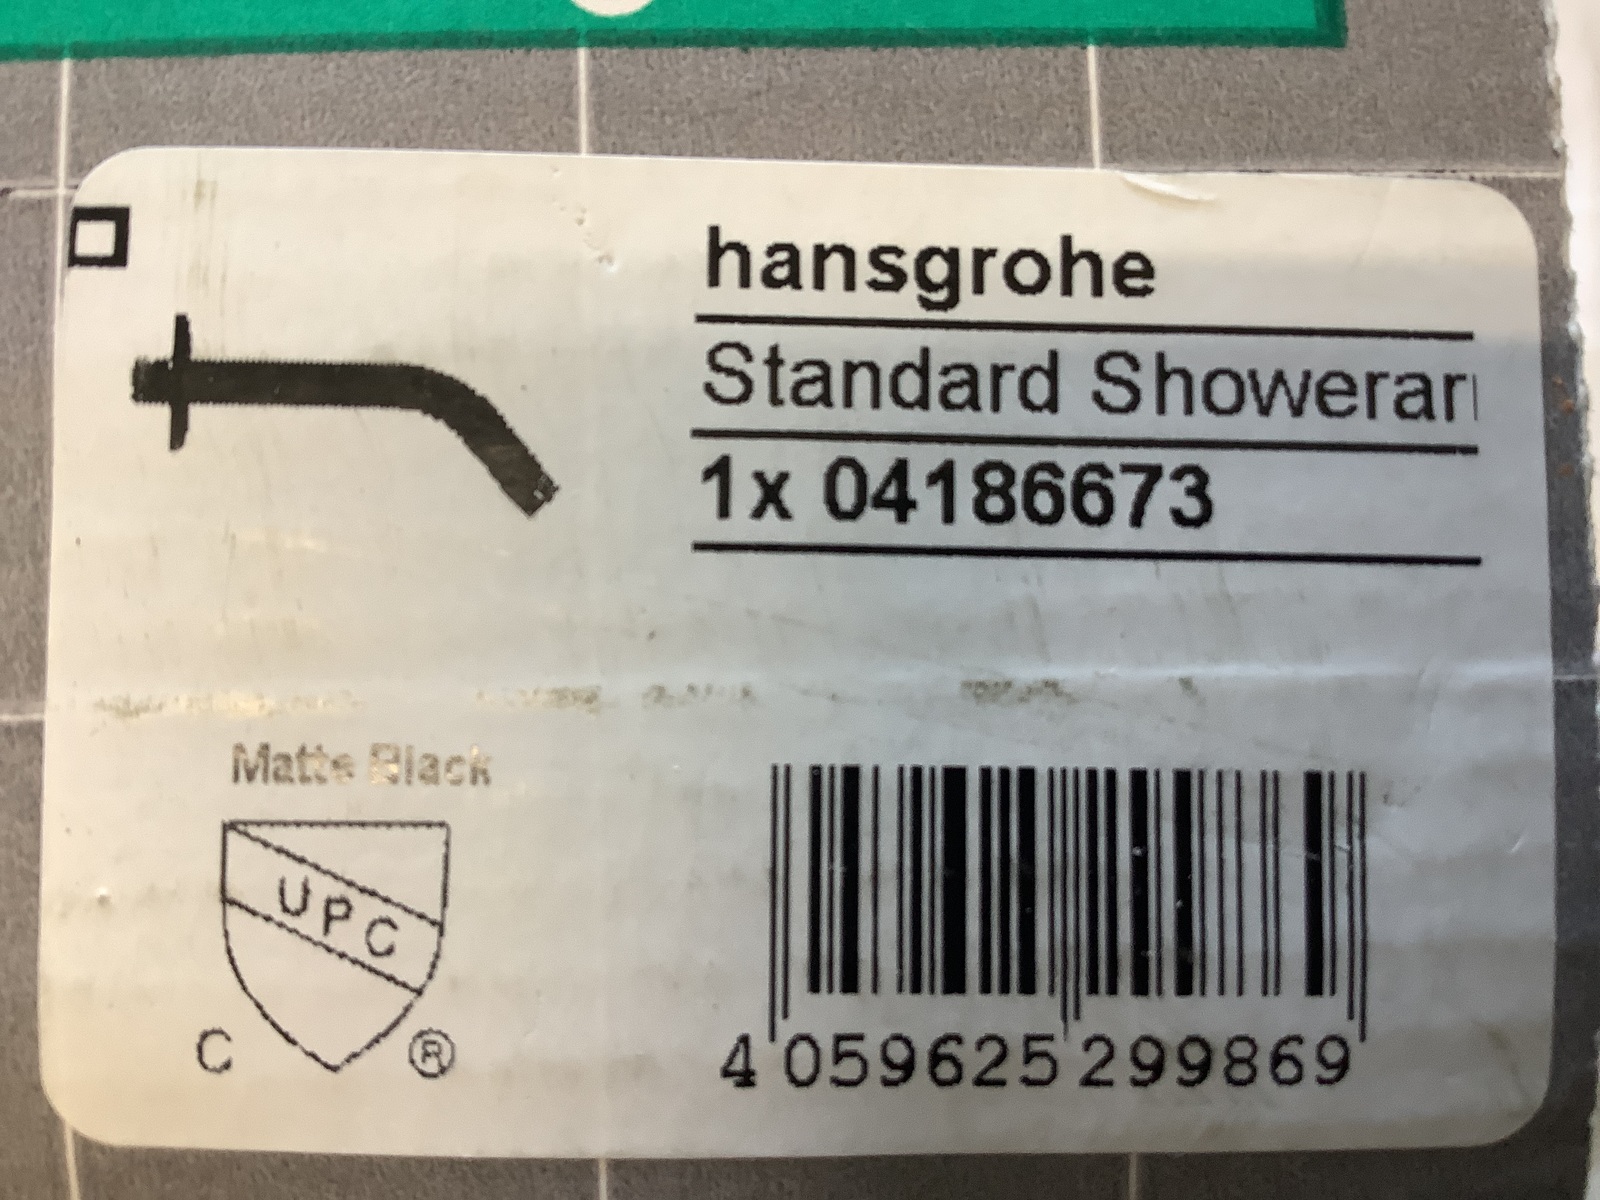 hansgrohe
Standard Showerar
1x 04186673
Matte Black
UPC
C ®
4 059625 299869